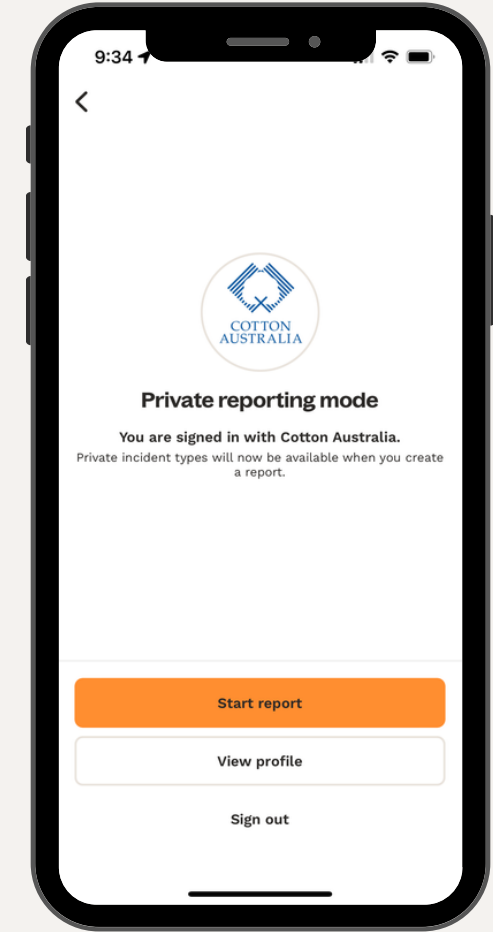 9:34
COTTON
AUSTRALIA
Private reporting mode
You are signed in with Cotton Australia.
Private incident types will now be available when you create
a report.
Start report
View profile
Sign out